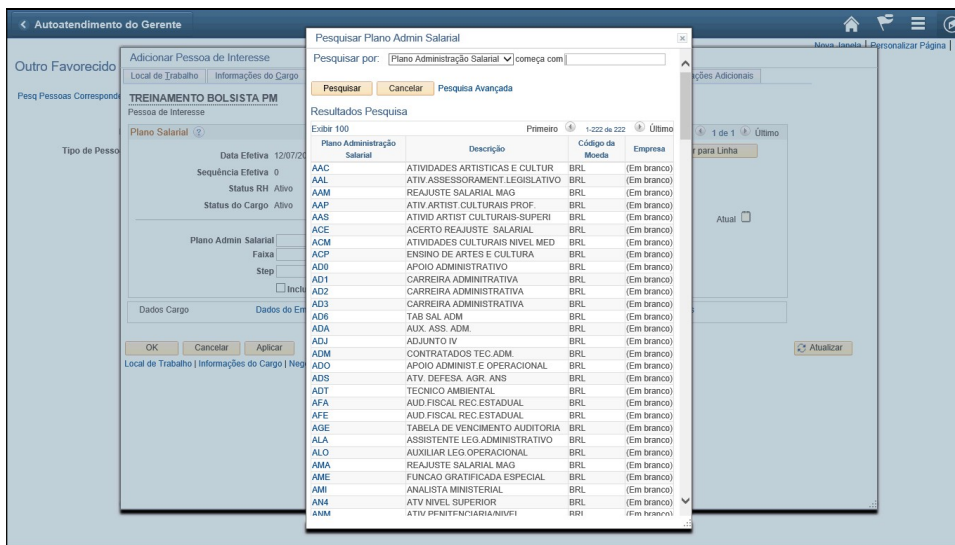 Autoatendimento do Gerente
Nova Janela | Personalizar Página |
Outro Favorecido
Pesq Pessoas Corresponde
Tipo de Pesso
Adicionar Pessoa de Interesse
Local de Trabalho Informações do Cargo ações Adicionais
TREINAMENTO BOLSISTA PM
Pessoa de Interesse
Plano Salarial 1 de 1 Último
Data Efetiva 12/07/20 r para Linha
Sequência Efetiva 0
Status RH Ativo
Status do Cargo Ativo
Atual
Plano Admin Salarial
Faixa
Step
Inclu
Dados Cargo Dados do Em
OK Cancelar Aplicar Atualizar
Local de Trabalho | Informações do Cargo | Neg
Pesquisar Plano Admin Salarial
Pesquisar por: Plano Administração Salarial começa com
Pesquisar Cancelar Pesquisa Avançada
Resultados Pesquisa
Exibir 100 Primeiro 1-222 de 222 Último
Plano Administração Salarial Descrição Código da Moeda Empresa
AAC ATIVIDADES ARTISTICAS E CULTUR BRL (Em branco)
AAL ATIV.ASSESSORAMENT.LEGISLATIVO BRL (Em branco)
AAM REAJUSTE SALARIAL MAG BRL (Em branco)
AAP ATIV.ARTIST.CULTURAIS PROF. BRL (Em branco)
AAS ATIVID ARTIST CULTURAIS-SUPERI BRL (Em branco)
ACE ACERTO REAJUSTE SALARIAL BRL (Em branco)
ACM ATIVIDADES CULTURAIS NIVEL MED BRL (Em branco)
ACP ENSINO DE ARTES E CULTURA BRL (Em branco)
AD0 APOIO ADMINISTRATIVO BRL (Em branco)
AD1 CARREIRA ADMINITRATIVA BRL (Em branco)
AD2 CARREIRA ADMINISTRATIVA BRL (Em branco)
AD3 CARREIRA ADMINISTRATIVA BRL (Em branco)
AD6 TAB SAL ADM BRL (Em branco)
ADA AUX. ASS. ADM. BRL (Em branco)
ADJ ADJUNTO IV BRL (Em branco)
ADM CONTRATADOS TEC.ADM. BRL (Em branco)
ADO APOIO ADMINIST.E OPERACIONAL BRL (Em branco)
ADS ATV. DEFESA. AGR. ANS BRL (Em branco)
ADT TECNICO AMBIENTAL BRL (Em branco)
AFA AUD.FISCAL REC.ESTADUAL BRL (Em branco)
AFE AUD.FISCAL REC.ESTADUAL BRL (Em branco)
AGE TABELA DE VENCIMENTO AUDITORIA BRL (Em branco)
ALA ASSISTENTE LEG.ADMINISTRATIVO BRL (Em branco)
ALO AUXILIAR LEG.OPERACIONAL BRL (Em branco)
AMA REAJUSTE SALARIAL MAG BRL (Em branco)
AME FUNCAO GRATIFICADA ESPECIAL BRL (Em branco)
AMI ANALISTA MINISTERIAL BRL (Em branco)
AN4 ATV NIVEL SUPERIOR BRL (Em branco)
ANM ATIV PENITENCIARIA/NIVEL BRL (Em branco)